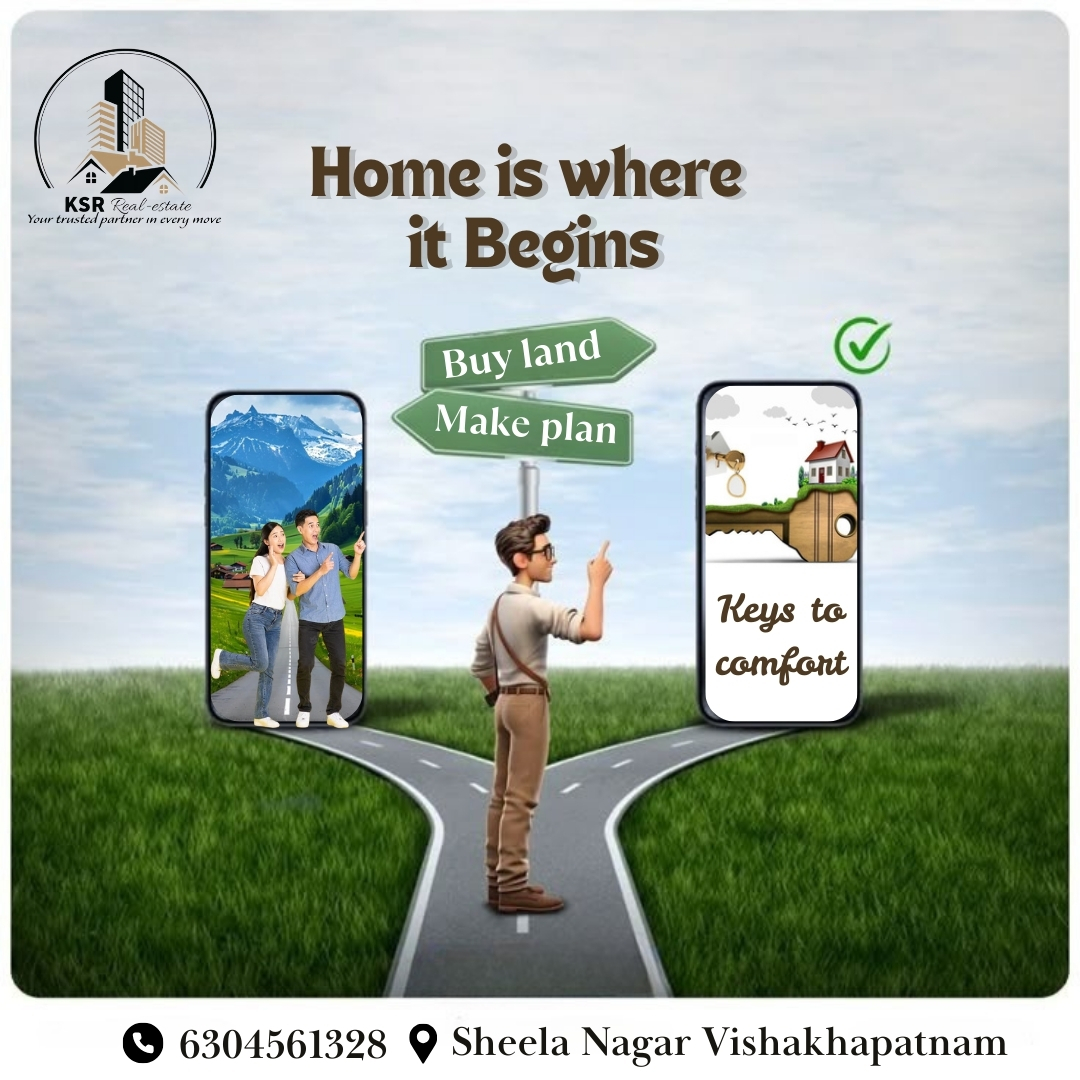 KSR Real-estate
Your trusted partner in every move
Home is where
it Begins
Buy land
Make plan
Keys to
comfort
6304561328 Sheela Nagar Vishakhapatnam